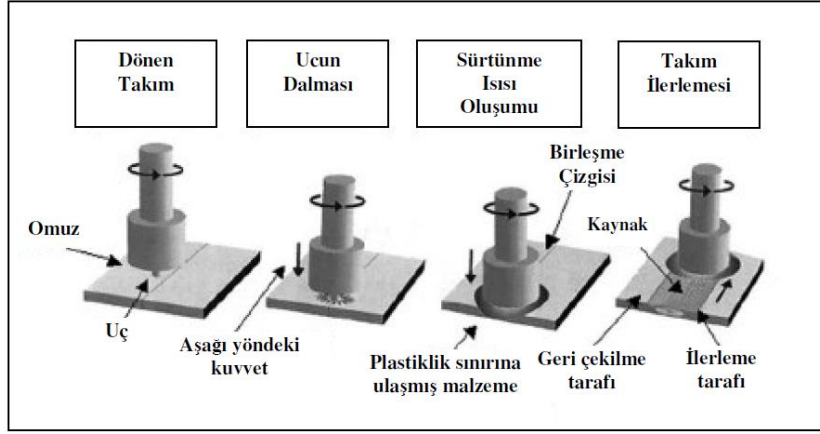 Dönen
Takım
Ucun
Dalması
Sürtünme
Isısı
Oluşumu
Takım
İlerlemesi
Omuz
Uç
Aşağı yöndeki
kuvvet
Birleşme
Çizgisi
Plastiklik sınırına
ulaşmış malzeme
Kaynak
Geri çekilme
tarafı
İlerleme
tarafı